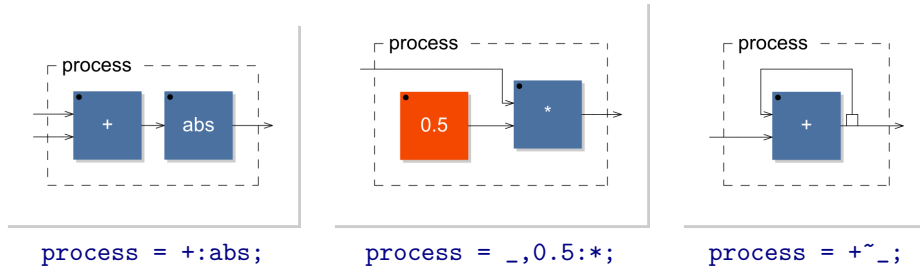 process
+
abs
process = +:abs;
process
0.5
*
process = _,0.5:*;
process
+
process = +~_;